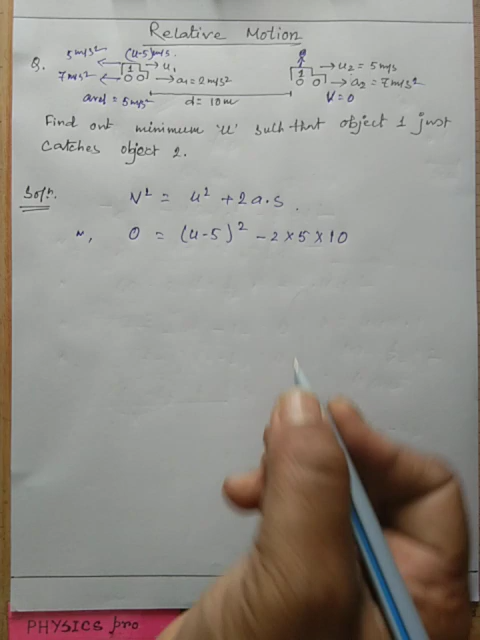 Relative Motion
Q. 5m/s² (u-5)m/s. → u₁ → u₂ = 5m/s
7m/s² 1 → a₁ = 2m/s² 1 → a₂ = 7m/s²
arel = 5m/s² d = 10m V = 0
Find out minimum 'u' such that object 1 just
catches object 2.
Solⁿ. V² = u² + 2a.s.
0 = (u-5)² - 2×5×10
PHYSICS pro